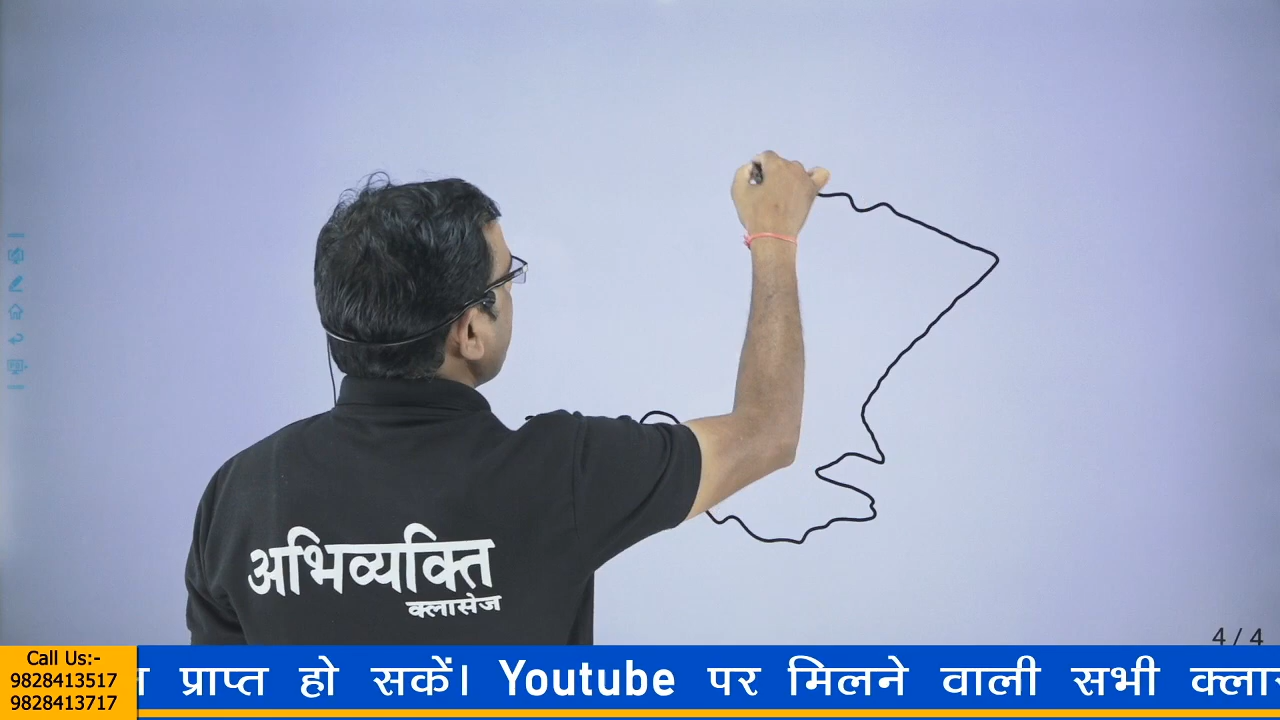 अभिव्यक्ति
क्लासेज
4 / 4
Call Us:-
9828413517
9828413717
प्राप्त हो सकें। Youtube पर मिलने वाली सभी